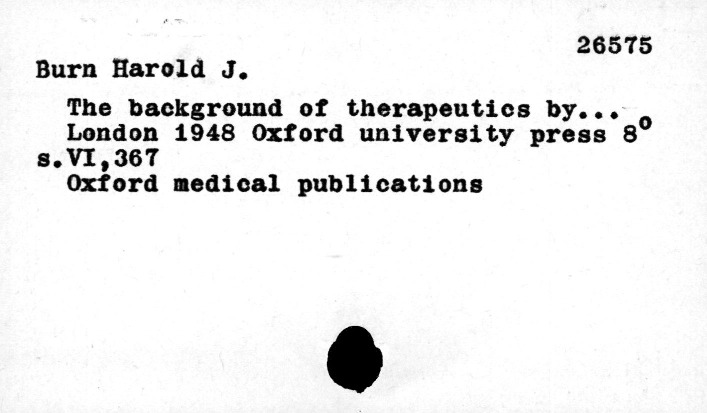 26575
Burn Harold J.
The background of therapeutics by...
London 1948 Oxford university press 8°
s.VI,367
Oxford medical publications